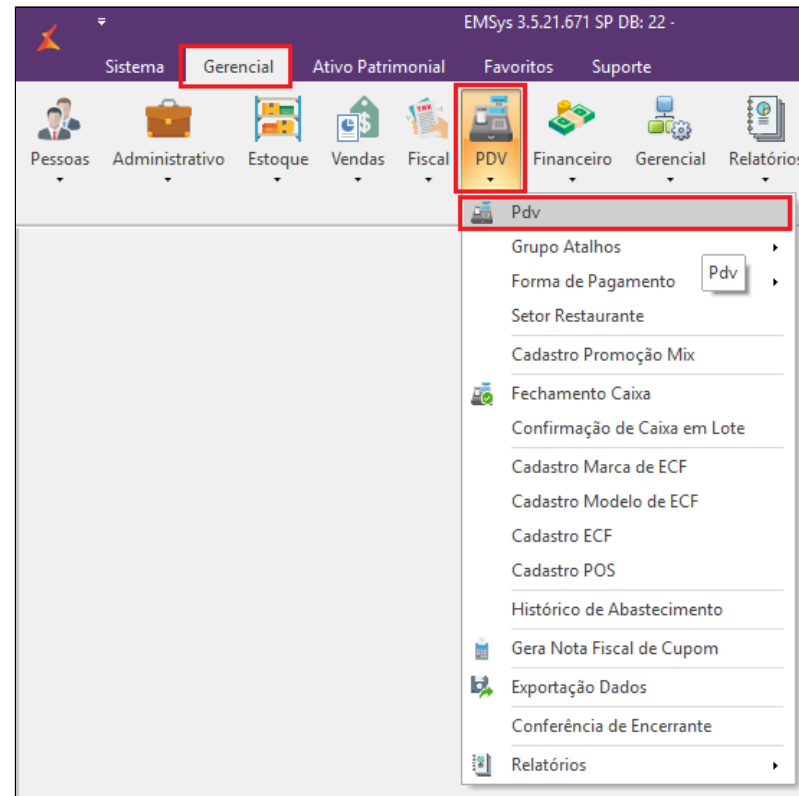 EMSys 3.5.21.671 SP DB: 22 -
Sistema Gerencial Ativo Patrimonial Favoritos Suporte
TAX
Pessoas Administrativo Estoque Vendas Fiscal PDV Financeiro Gerencial Relatórios
Pdv
Grupo Atalhos
Pdv
Forma de Pagamento
Setor Restaurante
Cadastro Promoção Mix
Fechamento Caixa
Confirmação de Caixa em Lote
Cadastro Marca de ECF
Cadastro Modelo de ECF
Cadastro ECF
Cadastro POS
Histórico de Abastecimento
Gera Nota Fiscal de Cupom
Exportação Dados
Conferência de Encerrante
Relatórios